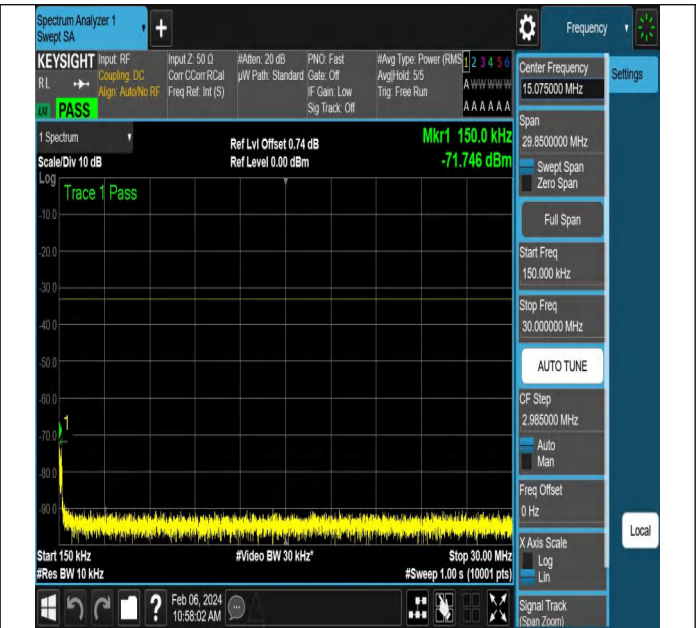 Spectrum Analyzer 1
Swept SA
+
Frequency
KEYSIGHT
RL
PASS
Input: RF
Coupling: DC
Align: Auto/No RF
Input Z: 50 Ω
Corr CCorr RCal
Freq Ref: Int (S)
#Atten: 20 dB
µW Path: Standard
PNO: Fast
Gate: Off
IF Gain: Low
Sig Track: Off
#Avg Type: Power (RMS
Avg|Hold: 5/5
Trig: Free Run
1 2 3 4 5 6
A W W W W W
A A A A A A
Center Frequency
15.075000 MHz
Settings
1 Spectrum
Ref Lvl Offset 0.74 dB
Mkr1 150.0 kHz
Scale/Div 10 dB
Ref Level 0.00 dBm
-71.746 dBm
Log
Trace 1 Pass
-10.0
-20.0
-40.0
-50.0
-60.0
1
-70.0
-80.0
-90.0
Start 150 kHz
#Video BW 30 kHz*
Stop 30.00 MHz
#Res BW 10 kHz
#Sweep 1.00 s (10001 pts)
Span
29.8500000 MHz
Swept Span
Zero Span
Full Span
Start Freq
150.000 kHz
Stop Freq
30.000000 MHz
AUTO TUNE
CF Step
2.985000 MHz
Auto
Man
Freq Offset
0 Hz
X Axis Scale
Log
Lin
Signal Track
(Span Zoom)
Local
?
Feb 06, 2024
10:58:02 AM